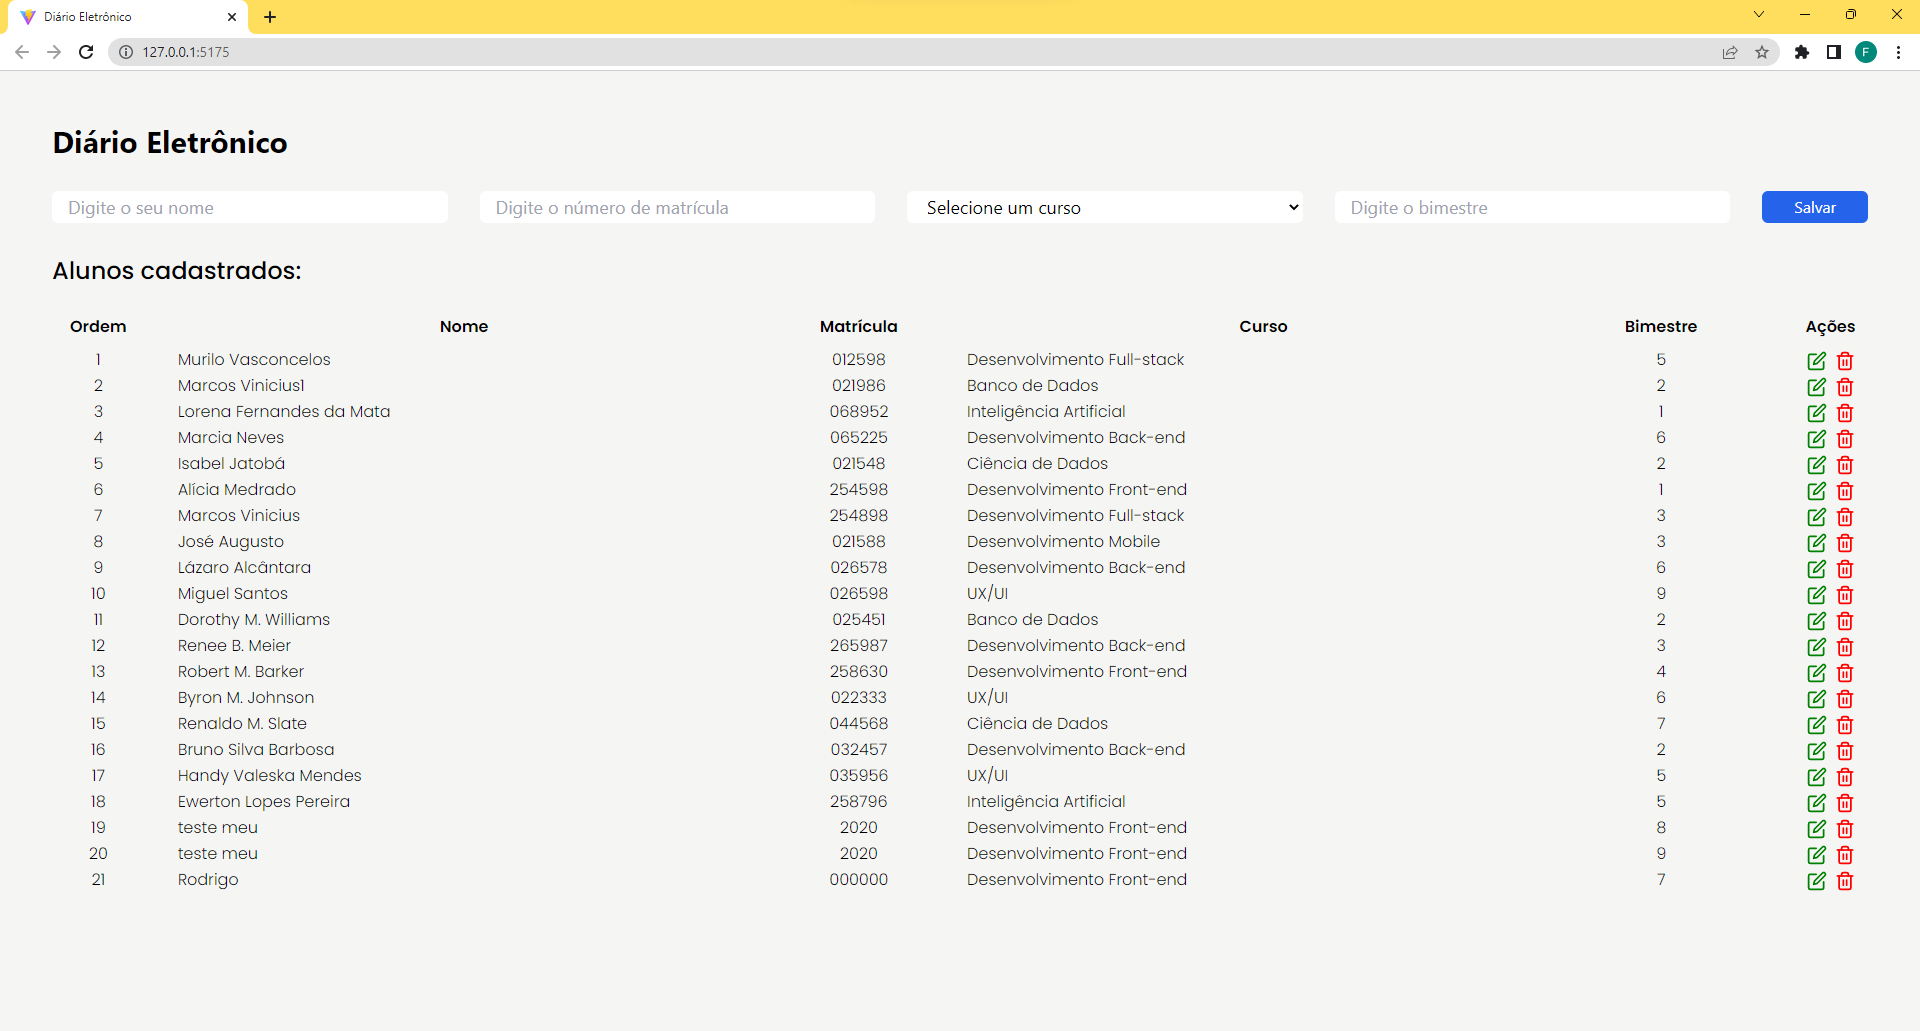 Diário Eletrônico
127.0.0.1:5175
F
Diário Eletrônico
Digite o seu nome Digite o número de matrícula Selecione um curso Digite o bimestre Salvar
Alunos cadastrados:
Ordem Nome Matrícula Curso Bimestre Ações
1 Murilo Vasconcelos 012598 Desenvolvimento Full-stack 5
2 Marcos Vinicius1 021986 Banco de Dados 2
3 Lorena Fernandes da Mata 068952 Inteligência Artificial 1
4 Marcia Neves 065225 Desenvolvimento Back-end 6
5 Isabel Jatobá 021548 Ciência de Dados 2
6 Alícia Medrado 254598 Desenvolvimento Front-end 1
7 Marcos Vinicius 254898 Desenvolvimento Full-stack 3
8 José Augusto 021588 Desenvolvimento Mobile 3
9 Lázaro Alcântara 026578 Desenvolvimento Back-end 6
10 Miguel Santos 026598 UX/UI 9
11 Dorothy M. Williams 025451 Banco de Dados 2
12 Renee B. Meier 265987 Desenvolvimento Back-end 3
13 Robert M. Barker 258630 Desenvolvimento Front-end 4
14 Byron M. Johnson 022333 UX/UI 6
15 Renaldo M. Slate 044568 Ciência de Dados 7
16 Bruno Silva Barbosa 032457 Desenvolvimento Back-end 2
17 Handy Valeska Mendes 035956 UX/UI 5
18 Ewerton Lopes Pereira 258796 Inteligência Artificial 5
19 teste meu 2020 Desenvolvimento Front-end 8
20 teste meu 2020 Desenvolvimento Front-end 9
21 Rodrigo 000000 Desenvolvimento Front-end 7